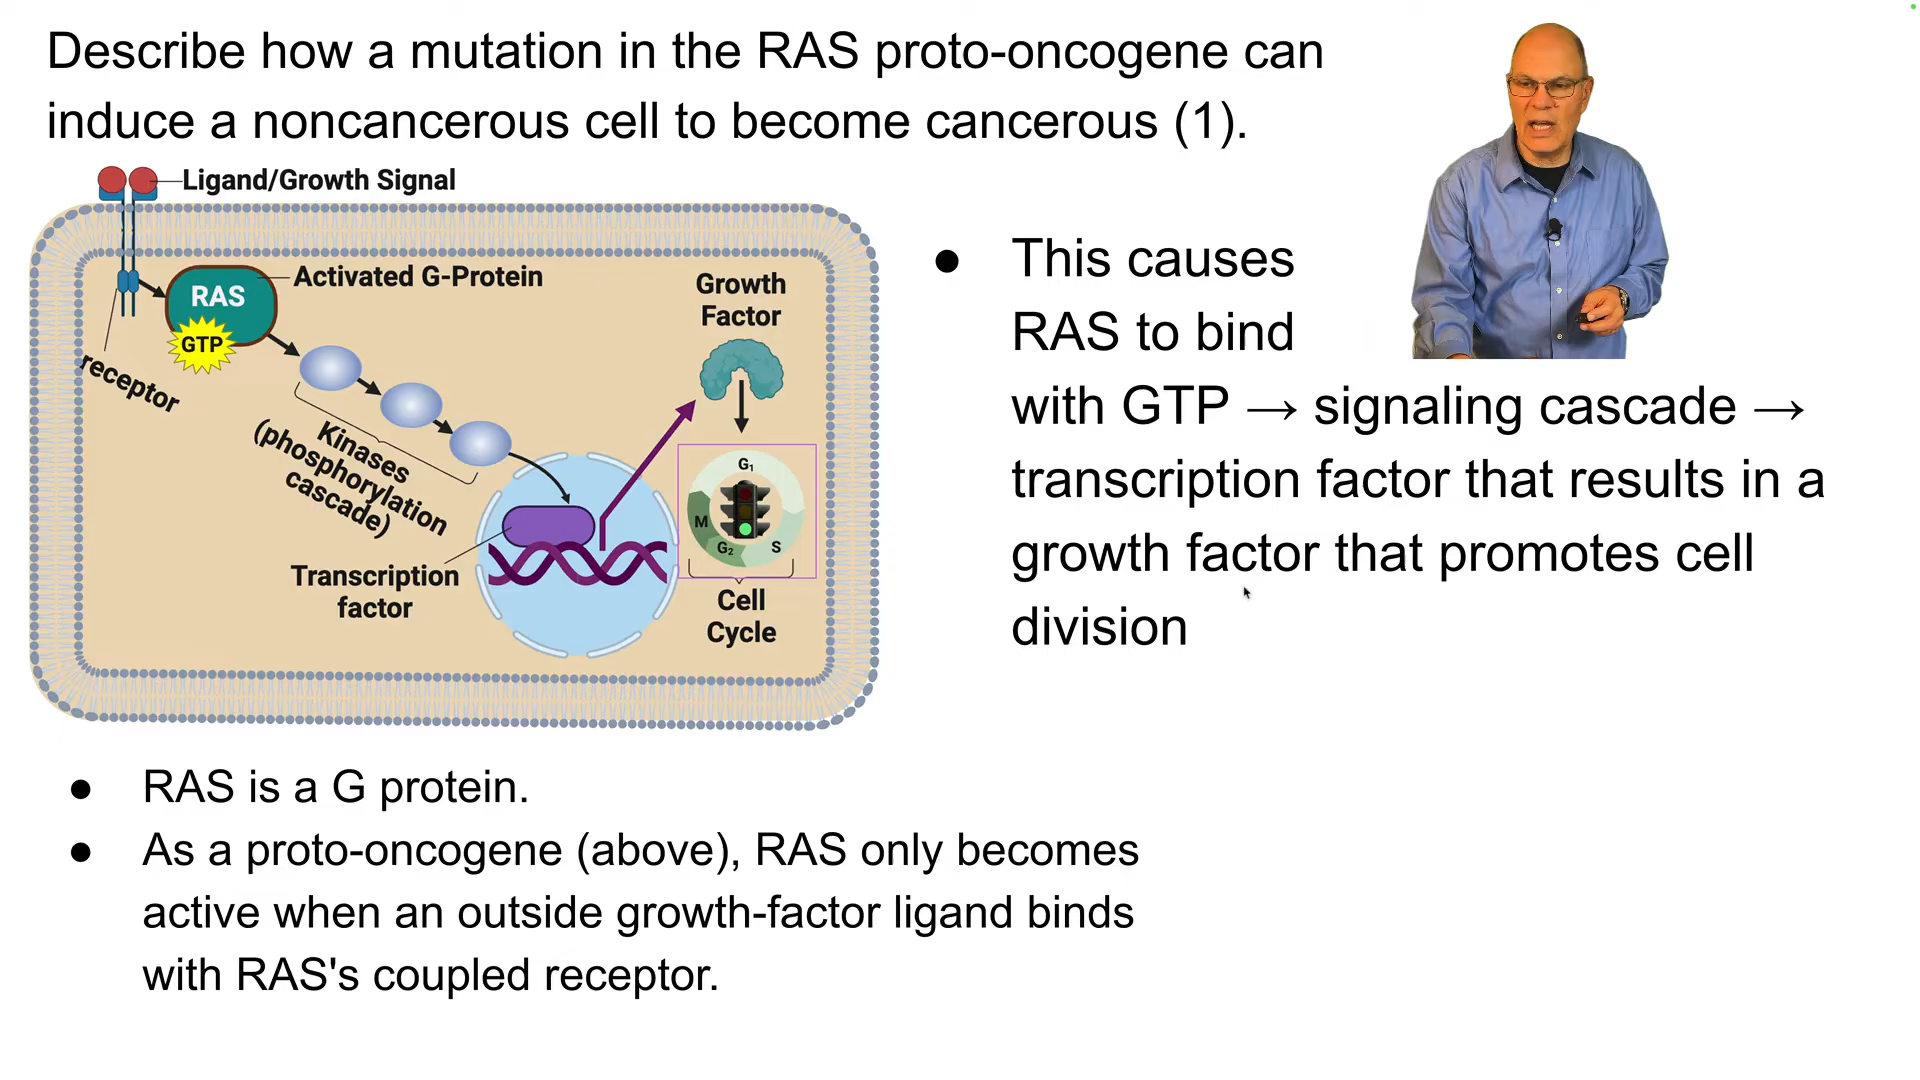 Describe how a mutation in the RAS proto-oncogene can
induce a noncancerous cell to become cancerous (1).
Ligand/Growth Signal
Activated G-Protein
RAS
GTP
receptor
Kinases
(phosphorylation
cascade)
Transcription
factor
Growth
Factor
G₁
S
G₂
M
Cell
Cycle
● This causes
RAS to bind
with GTP → signaling cascade →
transcription factor that results in a
growth factor that promotes cell
division
● RAS is a G protein.
● As a proto-oncogene (above), RAS only becomes
active when an outside growth-factor ligand binds
with RAS's coupled receptor.